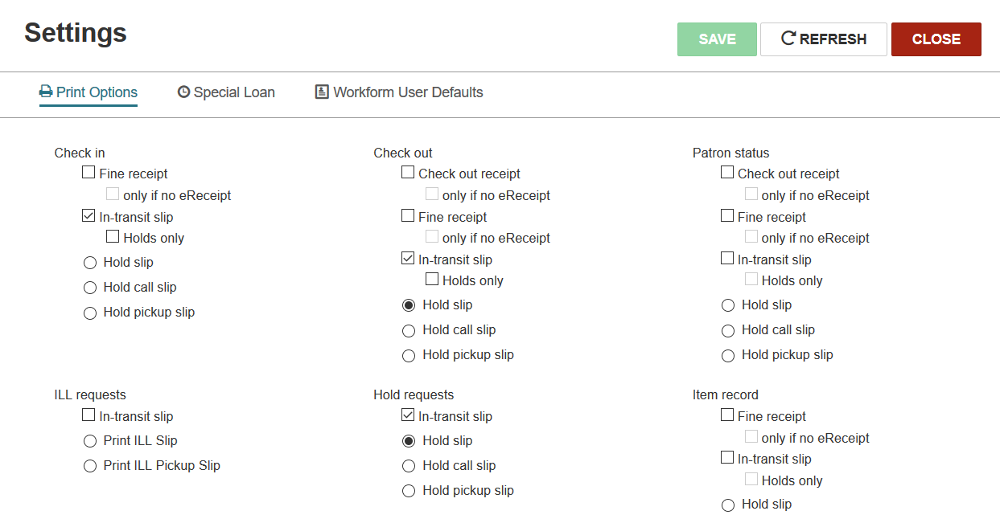 Settings
SAVE
REFRESH
CLOSE
Print Options
Special Loan
Workform User Defaults
Check in
Fine receipt
only if no eReceipt
In-transit slip
Holds only
Hold slip
Hold call slip
Hold pickup slip
Check out
Check out receipt
only if no eReceipt
Fine receipt
only if no eReceipt
In-transit slip
Holds only
Hold slip
Hold call slip
Hold pickup slip
Patron status
Check out receipt
only if no eReceipt
Fine receipt
only if no eReceipt
In-transit slip
Holds only
Hold slip
Hold call slip
Hold pickup slip
ILL requests
In-transit slip
Print ILL Slip
Print ILL Pickup Slip
Hold requests
In-transit slip
Hold slip
Hold call slip
Hold pickup slip
Item record
Fine receipt
only if no eReceipt
In-transit slip
Holds only
Hold slip